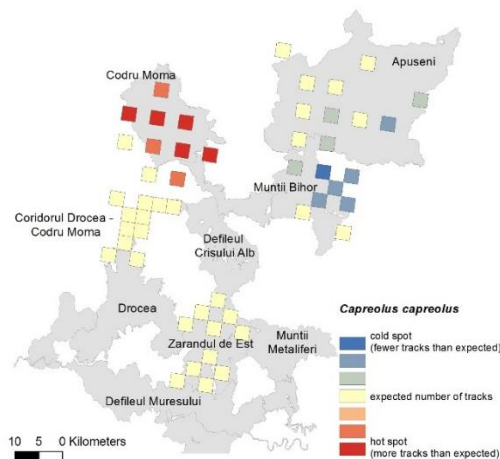 Codru Moma
Apuseni
Muntii Bihor
Coridorul Drocea -
Codru Moma
Defileul
Crisului Alb
Drocea
Zarandul de Est
Muntii
Metaliferi
Defileul Muresului
10 5 0 Kilometers
Capreolus capreolus
cold spot
(fewer tracks than expected)
expected number of tracks
hot spot
(more tracks than expected)